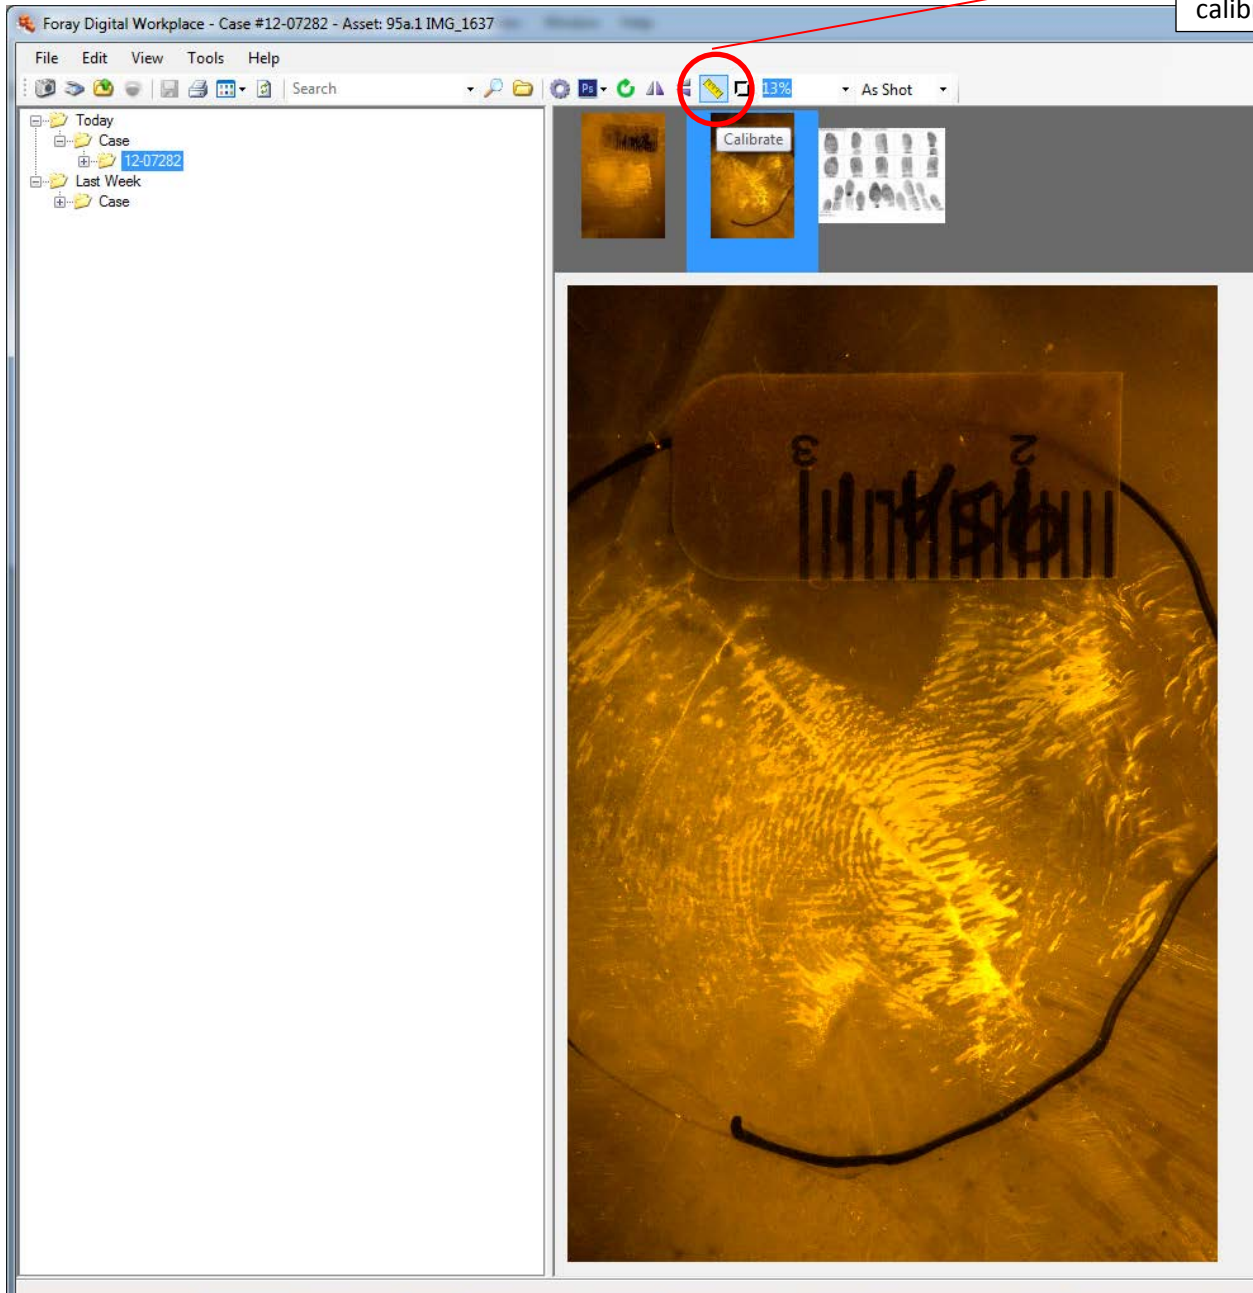 calib
Foray Digital Workplace - Case #12-07282 - Asset: 95a.1 IMG_1637
File Edit View Tools Help
Search
Ps
13%
As Shot
Today
Case
12-07282
Last Week
Case
Calibrate
3 2